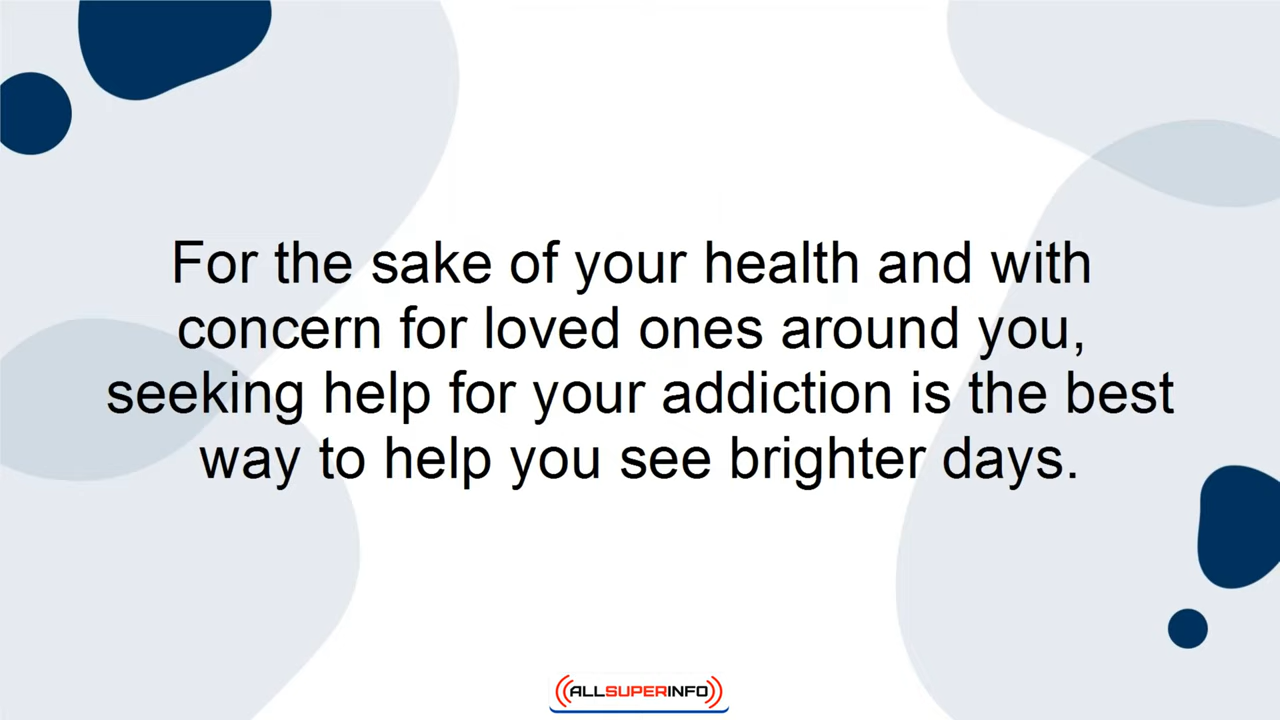 For the sake of your health and with
concern for loved ones around you,
seeking help for your addiction is the best
way to help you see brighter days.
ALLSUPERINFO